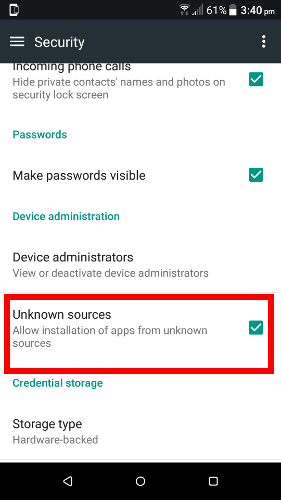 61% 3:40 pm
Security
Incoming phone calls
Hide private contacts' names and photos on
security lock screen
Passwords
Make passwords visible
Device administration
Device administrators
View or deactivate device administrators
Unknown sources
Allow installation of apps from unknown
sources
Credential storage
Storage type
Hardware-backed